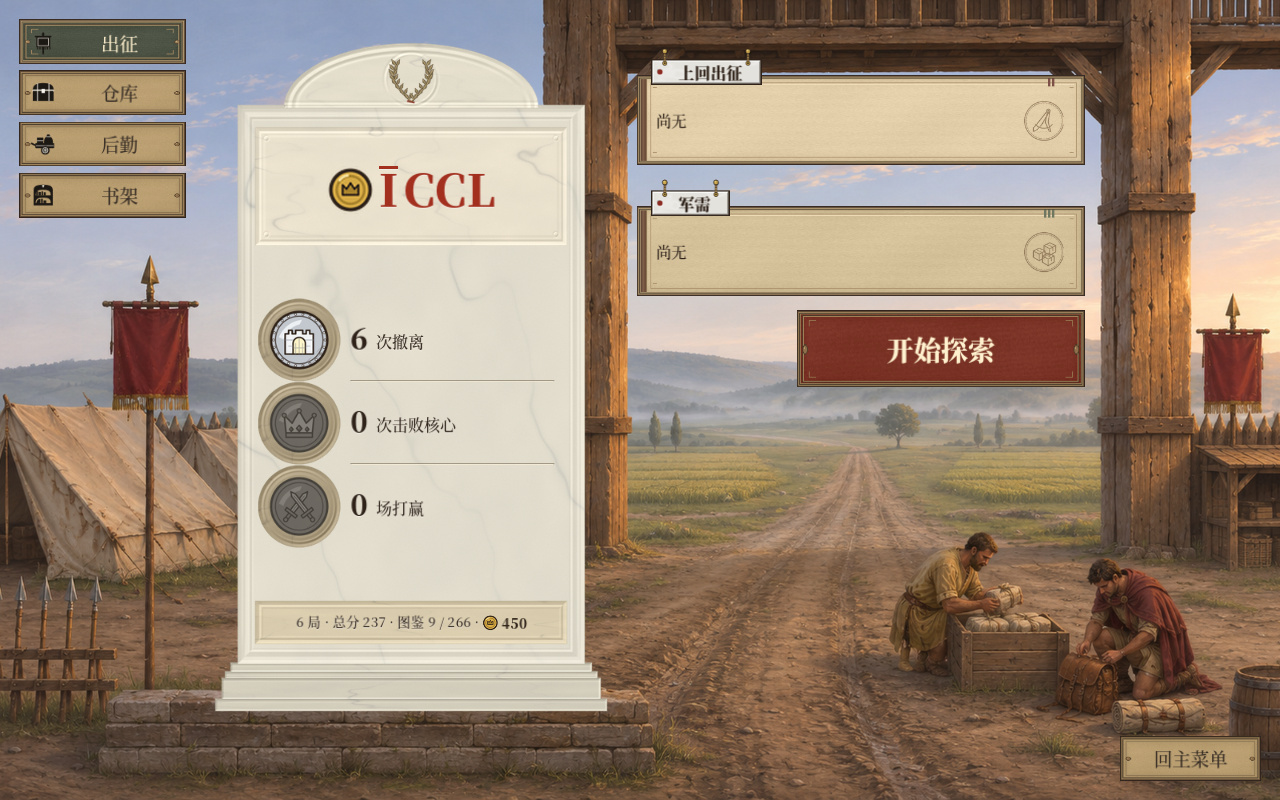 出征
仓库
后勤
书架
ĪCCL
6 次撤离
0 次击败核心
0 场打赢
6 局 · 总分 237 · 图鉴 9 / 266 · 450
上回出征
尚无
军需
尚无
开始探索
回主菜单